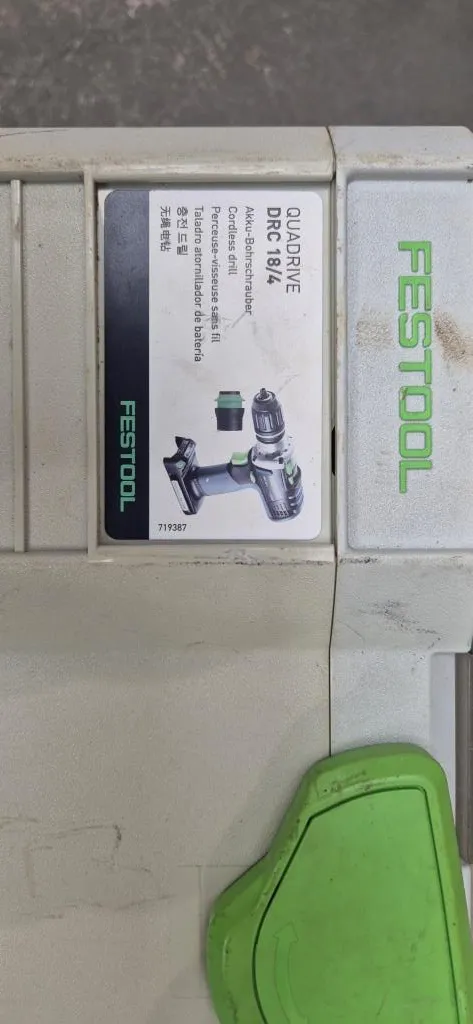 FESTOOL
QUADRIVE
DRC 18/4
Akku-Bohrschrauber
Cordless drill
Perceuse-visseuse sans fil
Taladro atornillador de batería
충전 드릴
无绳电钻
FESTOOL
719387